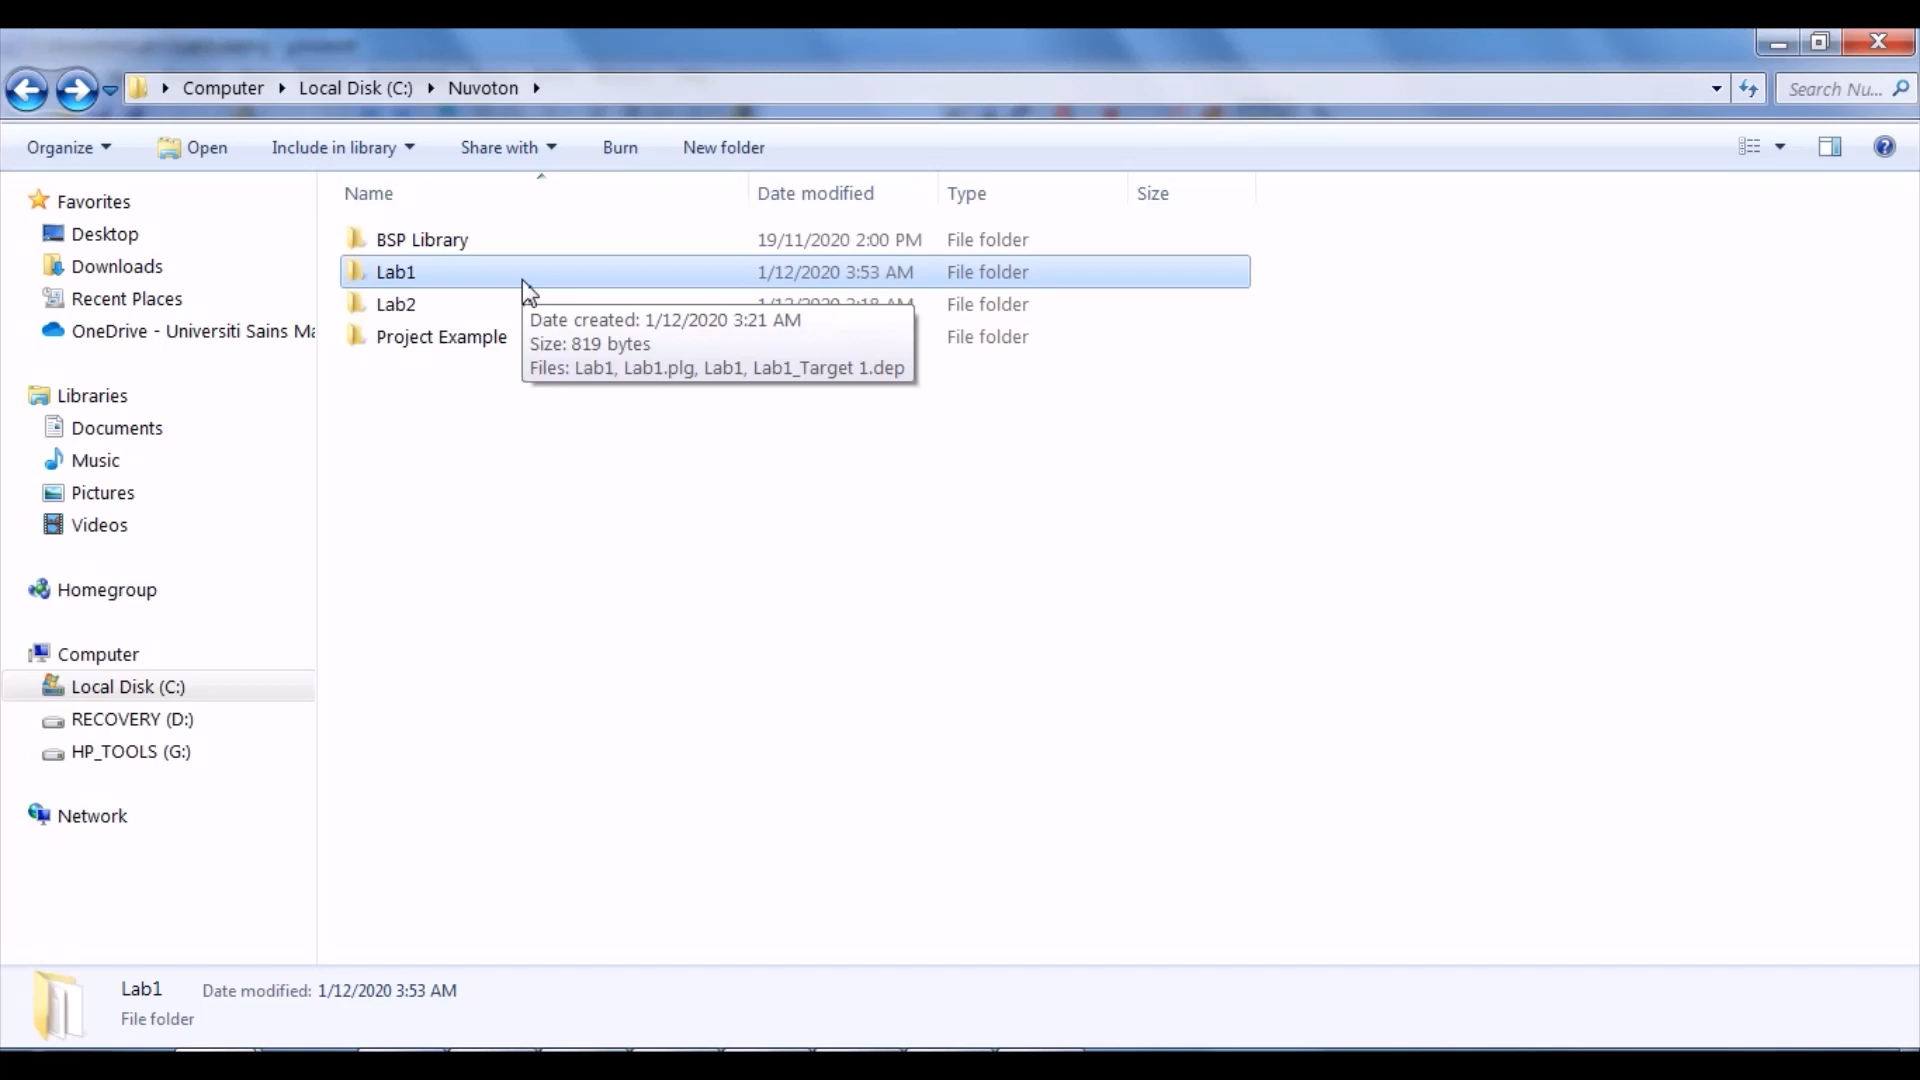 Computer Local Disk (C:) Nuvoton
Search Nu...
Organize Open Include in library Share with Burn New folder
Name Date modified Type Size
BSP Library 19/11/2020 2:00 PM File folder
Lab1 1/12/2020 3:53 AM File folder
Lab2 File folder
Project Example File folder
Date created: 1/12/2020 3:21 AM
Size: 819 bytes
Files: Lab1, Lab1.plg, Lab1, Lab1_Target 1.dep
Favorites
Desktop
Downloads
Recent Places
OneDrive - Universiti Sains Ma
Libraries
Documents
Music
Pictures
Videos
Homegroup
Computer
Local Disk (C:)
RECOVERY (D:)
HP_TOOLS (G:)
Network
Lab1 Date modified: 1/12/2020 3:53 AM
File folder